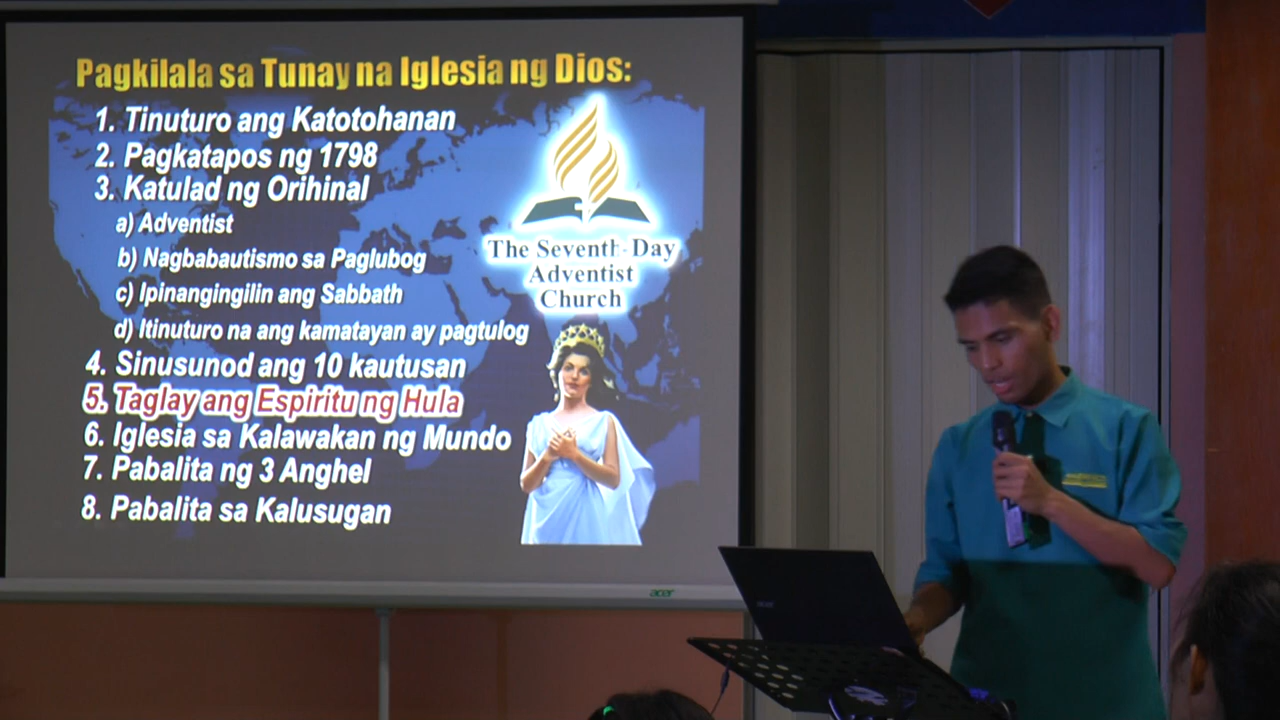 Pagkilala sa Tunay na Iglesia ng Dios:
1. Tinuturo ang Katotohanan
2. Pagkatapos ng 1798
3. Katulad ng Orihinal
a) Adventist
b) Nagbabautismo sa Paglubog
c) Ipinangingilin ang Sabbath
d) Itinuturo na ang kamatayan ay pagtulog
4. Sinusunod ang 10 kautusan
5. Taglay ang Espiritu ng Hula
6. Iglesia sa Kalawakan ng Mundo
7. Pabalita ng 3 Anghel
8. Pabalita sa Kalusugan
The Seventh-Day
Adventist
Church
acer